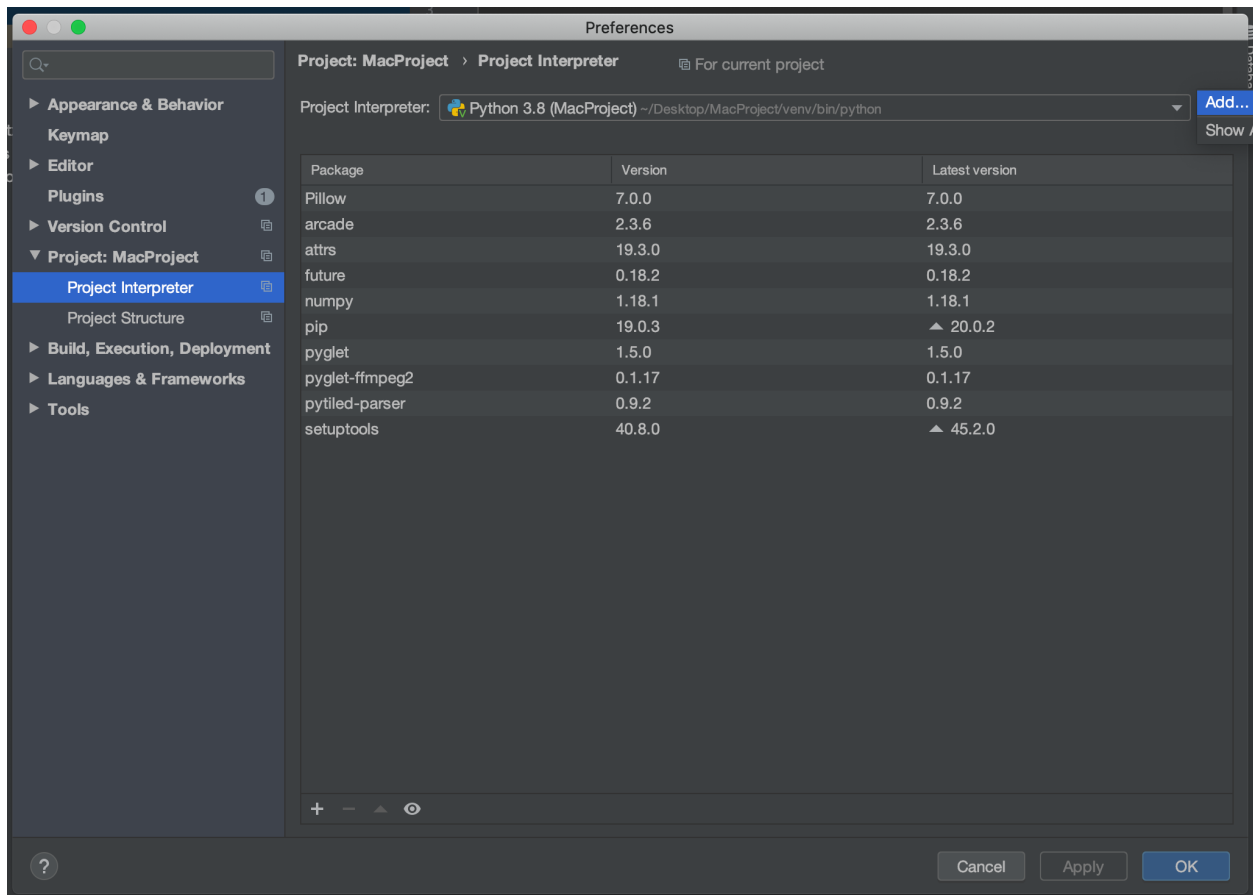 Preferences
Project: MacProject › Project Interpreter For current project
Project Interpreter: Python 3.8 (MacProject) ~/Desktop/MacProject/venv/bin/python
Add...
Show
Appearance & Behavior
Keymap
Editor
Plugins 1
Version Control
Project: MacProject
Project Interpreter
Project Structure
Build, Execution, Deployment
Languages & Frameworks
Tools
Package Version Latest version
Pillow 7.0.0 7.0.0
arcade 2.3.6 2.3.6
attrs 19.3.0 19.3.0
future 0.18.2 0.18.2
numpy 1.18.1 1.18.1
pip 19.0.3 20.0.2
pyglet 1.5.0 1.5.0
pyglet-ffmpeg2 0.1.17 0.1.17
pytiled-parser 0.9.2 0.9.2
setuptools 40.8.0 45.2.0
?
Cancel Apply OK